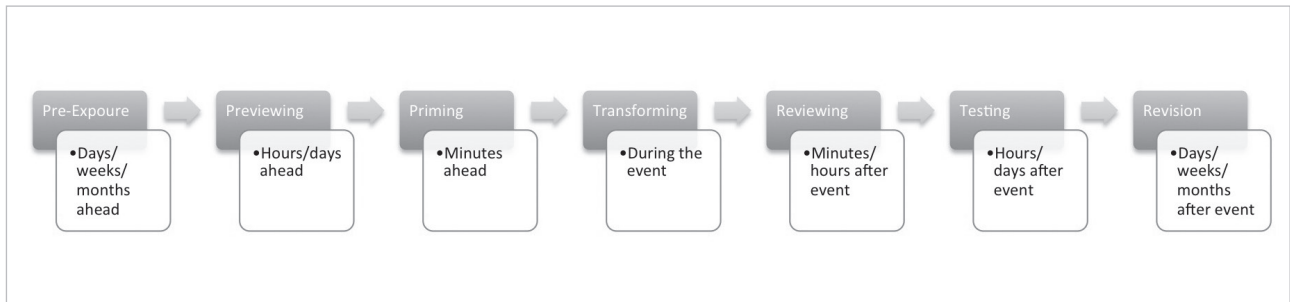 Pre-Expoure
•Days/
weeks/
months
ahead
Previewing
•Hours/days
ahead
Priming
•Minutes
ahead
Transforming
•During the
event
Reviewing
•Minutes/
hours after
event
Testing
•Hours/
days after
event
Revision
•Days/
weeks/
months
after event